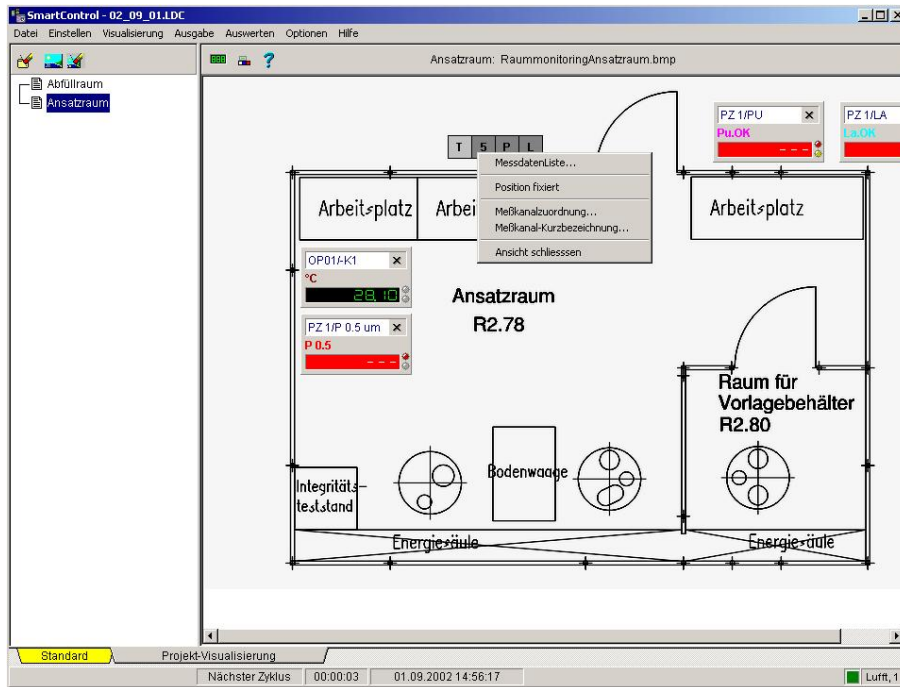 SmartControl - 02_09_01.LDC
Datei Einstellen Visualisierung Ausgabe Auswerten Optionen Hilfe
Ansatzraum: RaummonitoringAnsatzraum.bmp
Abfüllraum
Ansatzraum
PZ 1/PU
Pu.OK
- - -
PZ 1/LA
La.OK
T 5 P L
MessdatenListe...
Position fixiert
Meßkanalzuordnung...
Meßkanal-Kurzbezeichnung...
Ansicht schliesssen
Arbeitsplatz
Arbei
Arbeitsplatz
OP01/-K1
°C
28.10
PZ 1/P 0.5 um
P 0.5
- - -
Ansatzraum
R2.78
Raum für
Vorlagebehälter
R2.80
Bodenwaage
Integritäts-
teststand
Energiesäule
Energiesäule
Standard Projekt-Visualisierung
Nächster Zyklus 00:00:03 01.09.2002 14:56:17 Lufft, 1